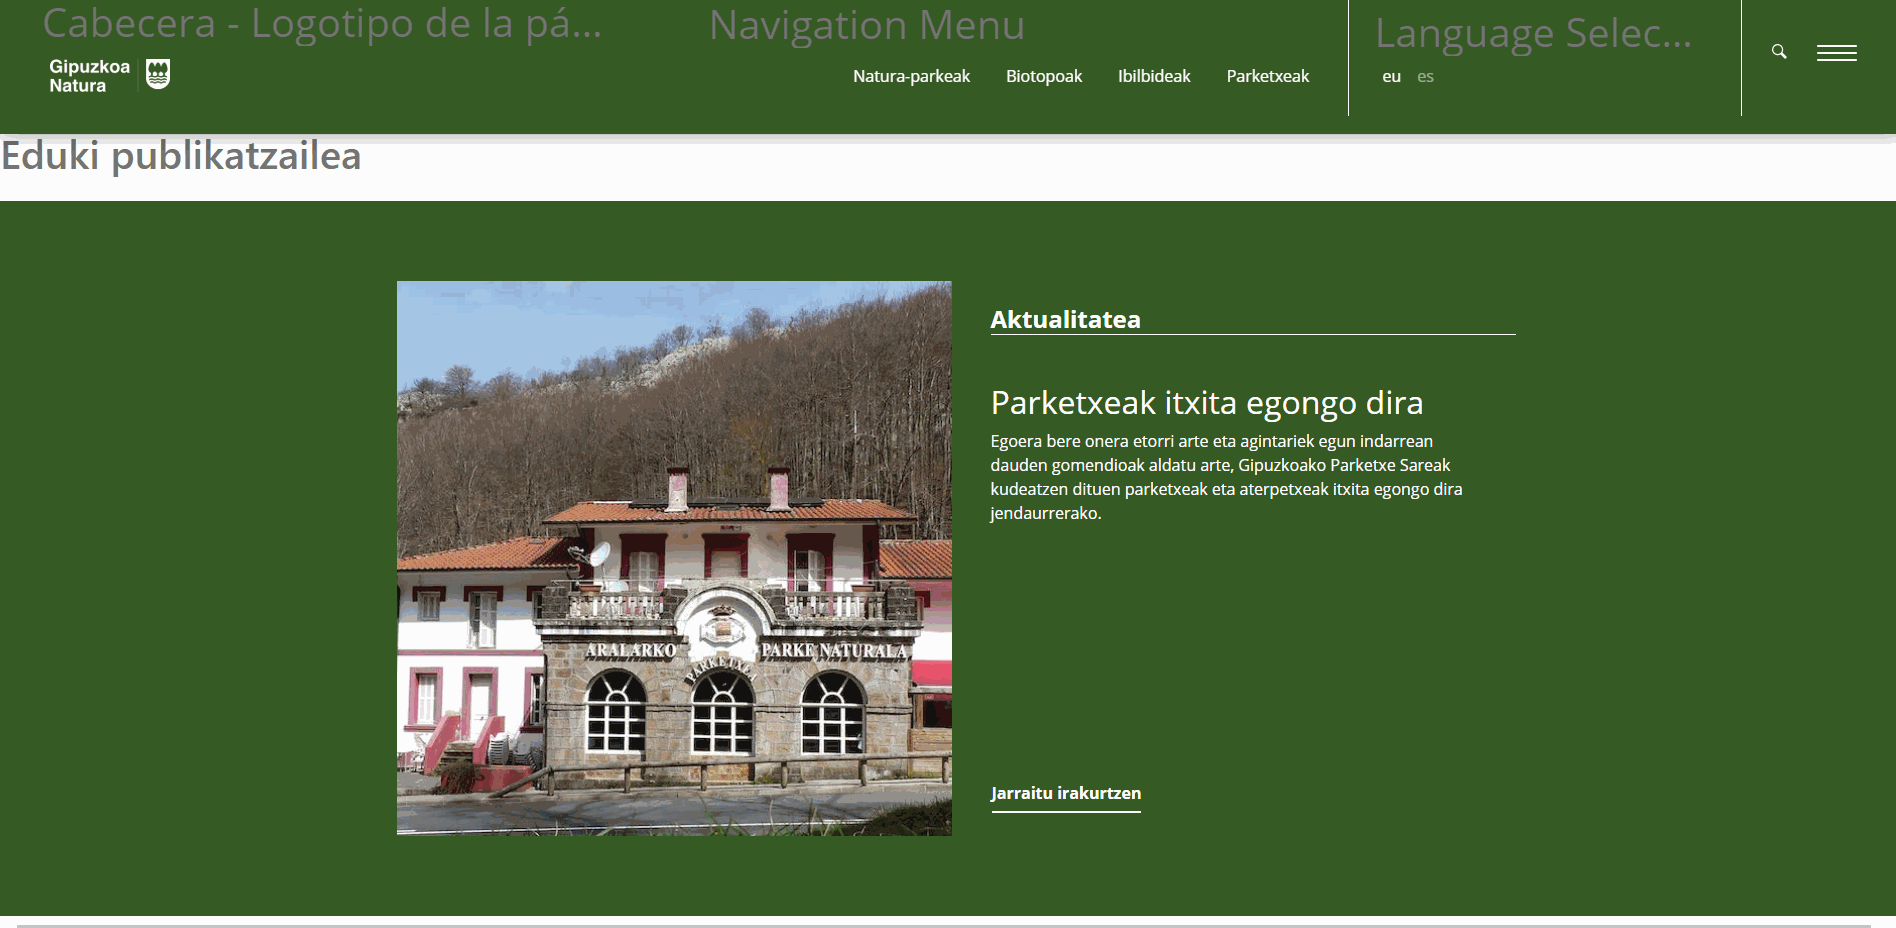 Cabecera - Logotipo de la pá...
Navigation Menu
Language Selec...
Gipuzkoa
Natura
Natura-parkeak
Biotopoak
Ibilbideak
Parketxeak
eu
es
Eduki publikatzailea
ARALARKO
PARKETXEA
PARKE NATURALA
Aktualitatea
Parketxeak itxita egongo dira
Egoera bere onera etorri arte eta agintariek egun indarrean
dauden gomendioak aldatu arte, Gipuzkoako Parketxe Sareak
kudeatzen dituen parketxeak eta aterpetxeak itxita egongo dira
jendaurrerako.
Jarraitu irakurtzen